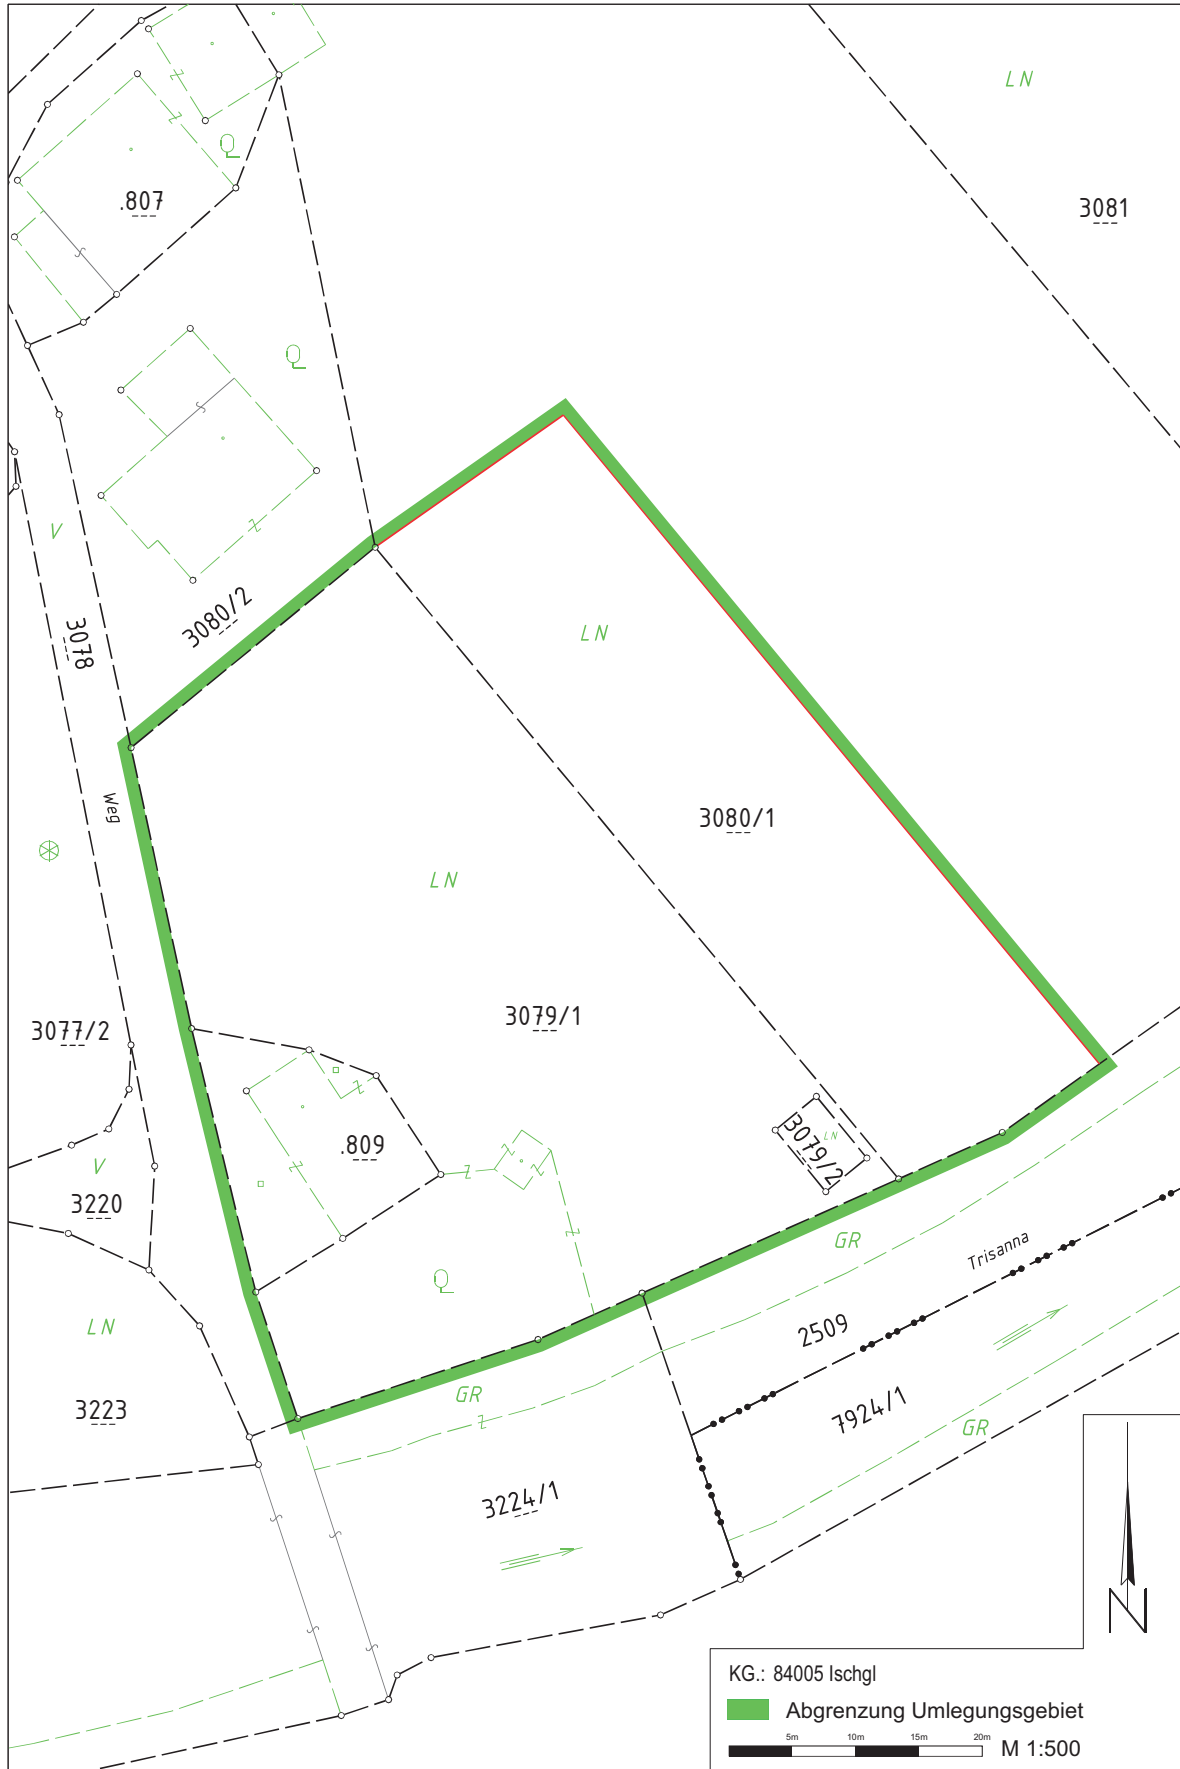 LN
.807
3081
V
3080/2
3078
LN
Weg
3080/1
LN
3079/1
3077/2
.809
LN
3079/2
V
3220
GR
Trisanna
LN
2509
GR
3223
7924/1
GR
3224/1
N
KG.: 84005 Ischgl
Abgrenzung Umlegungsgebiet
5m 10m 15m 20m
M 1:500